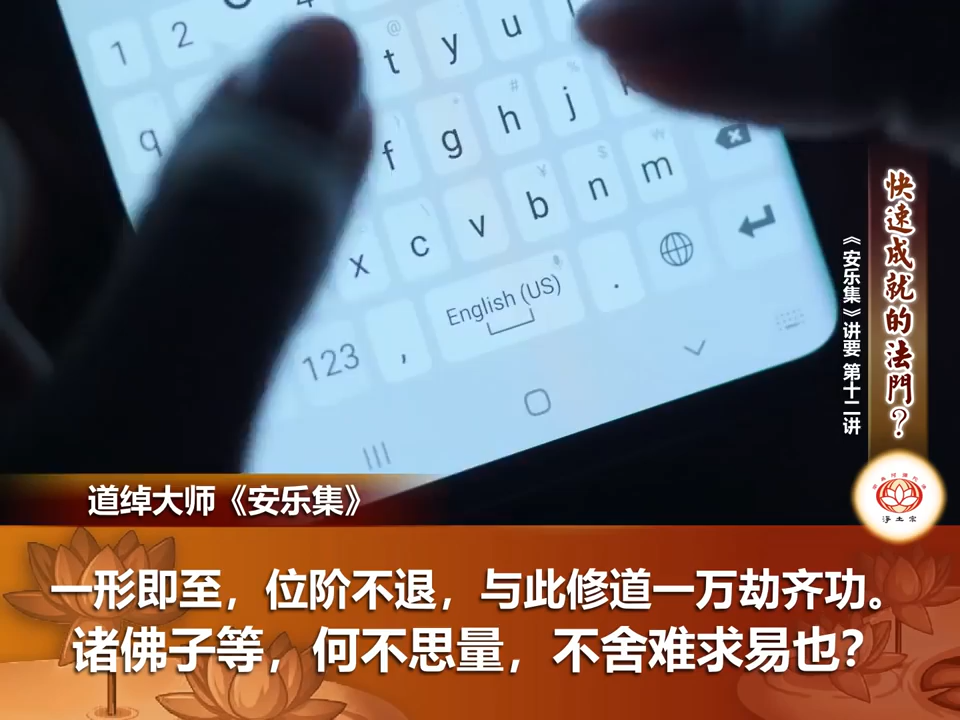 1 2
@
t y u
q
# %
f g h j
¥ $ W
x c v b n m
English (US)
123 , .
快速成就的法門?
《安乐集》讲要 第十二讲
淨土宗
道绰大师《安乐集》
一形即至，位阶不退，与此修道一万劫齐功。
诸佛子等，何不思量，不舍难求易也?